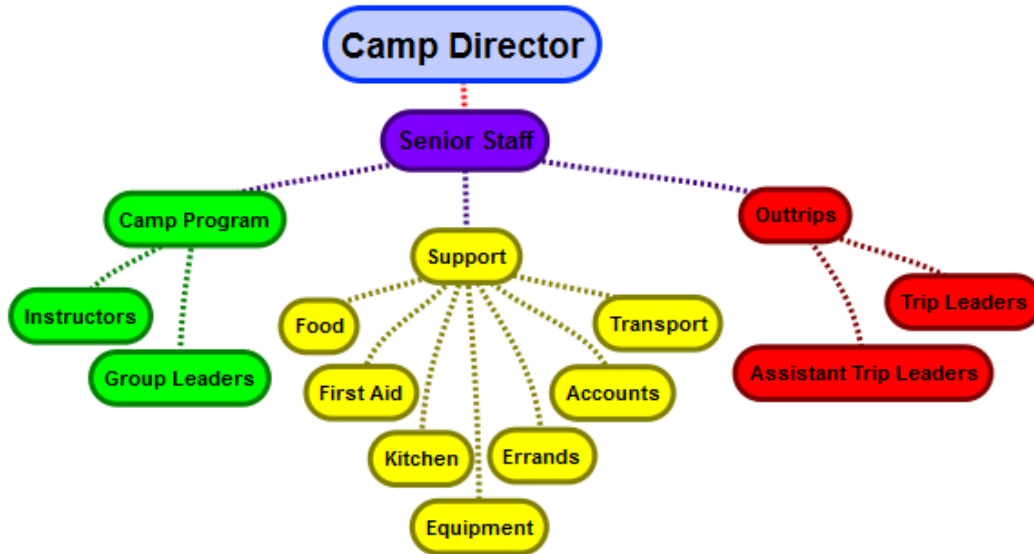 Camp Director
Senior Staff
Camp Program
Outtrips
Support
Instructors
Food
Transport
Trip Leaders
Group Leaders
First Aid
Accounts
Assistant Trip Leaders
Kitchen
Errands
Equipment